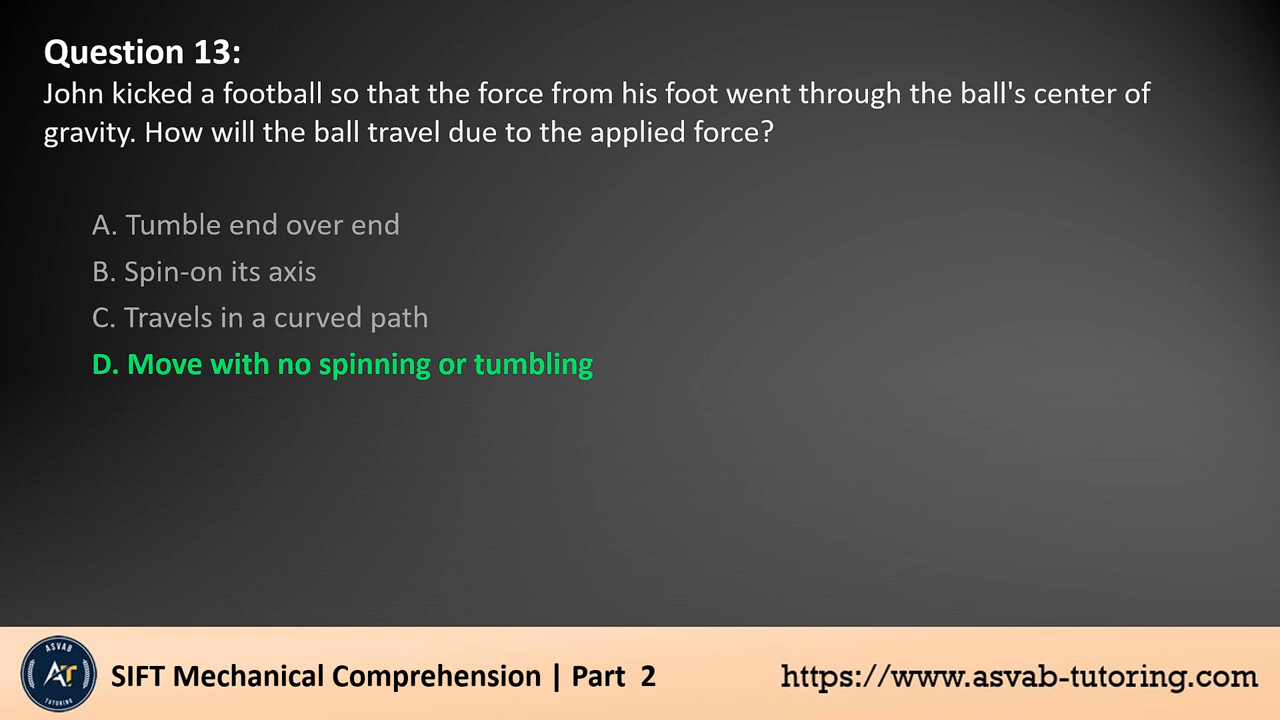 Question 13:
John kicked a football so that the force from his foot went through the ball's center of
gravity. How will the ball travel due to the applied force?
A. Tumble end over end
B. Spin-on its axis
C. Travels in a curved path
D. Move with no spinning or tumbling
ASVAB
AT
TUTORING
SIFT Mechanical Comprehension | Part 2
https://www.asvab-tutoring.com